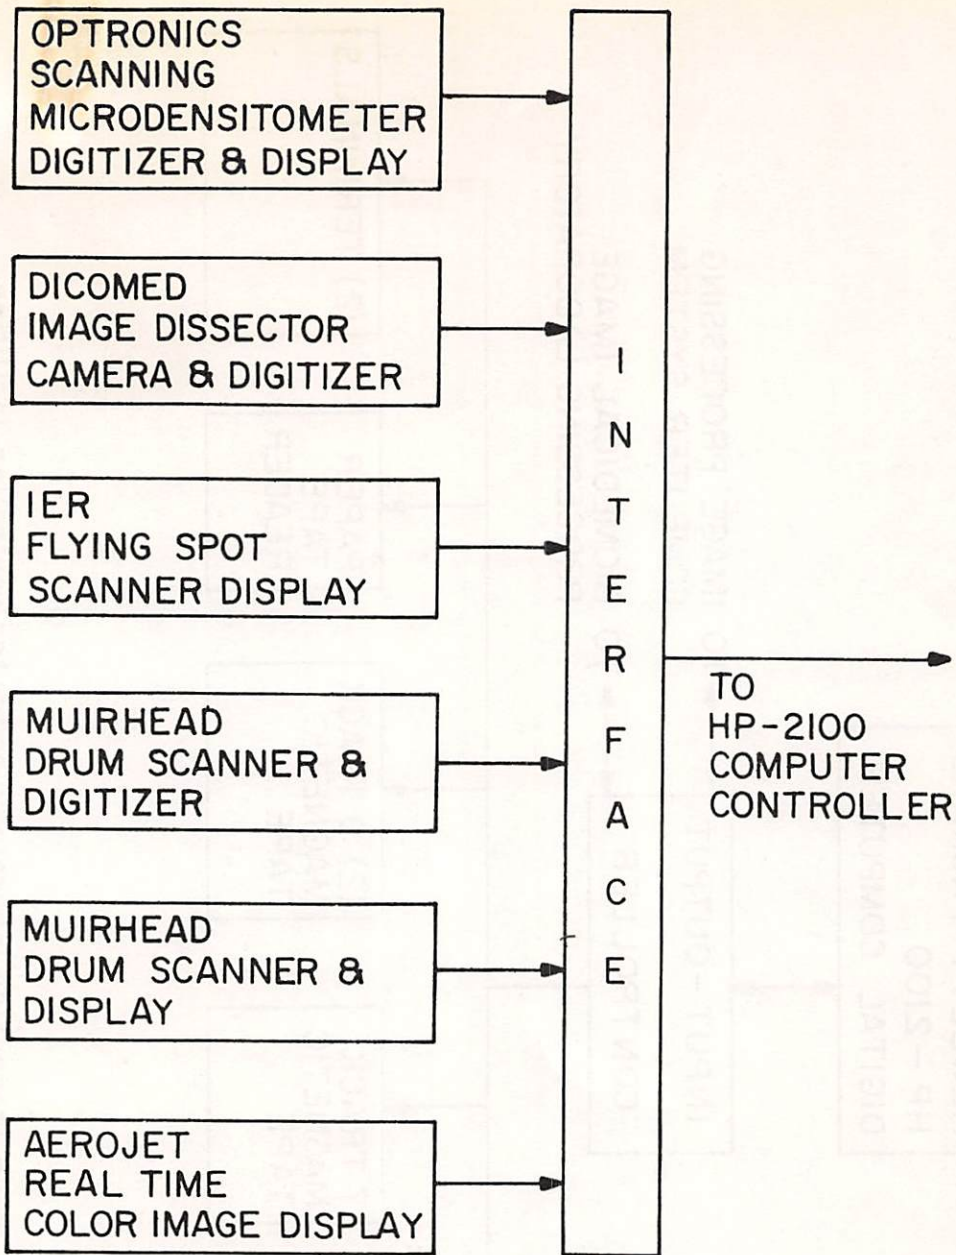 OPTRONICS
SCANNING
MICRODENSITOMETER
DIGITIZER & DISPLAY
DICOMED
IMAGE DISSECTOR
CAMERA & DIGITIZER
IER
FLYING SPOT
SCANNER DISPLAY
MUIRHEAD
DRUM SCANNER &
DIGITIZER
MUIRHEAD
DRUM SCANNER &
DISPLAY
AEROJET
REAL TIME
COLOR IMAGE DISPLAY
INTERFACE
TO
HP-2100
COMPUTER
CONTROLLER